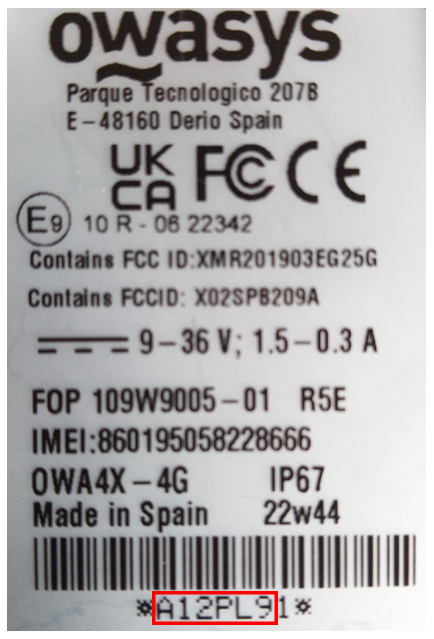 owasys
Parque Tecnologico 207B
E-48160 Derio Spain
UK CA FC CE
E9 10 R - 06 22342
Contains FCC ID:XMR201903EG25G
Contains FCCID: X02SPB209A
9-36 V; 1.5-0.3 A
FOP 109W9005-01 R5E
IMEI:860195058228666
OWA4X-4G IP67
Made in Spain 22w44
*A12PL91*